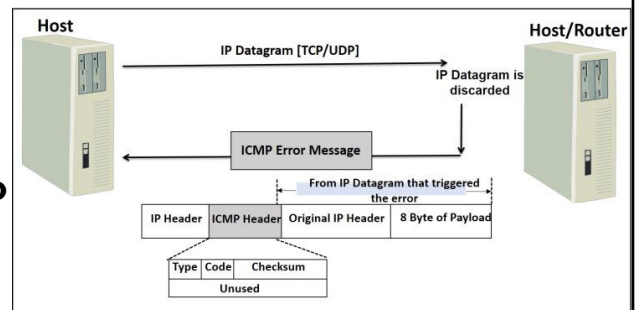 Host
Host/Router
IP Datagram [TCP/UDP]
IP Datagram is
discarded
ICMP Error Message
From IP Datagram that triggered
the error
IP Header ICMP Header Original IP Header 8 Byte of Payload
Type Code Checksum
Unused